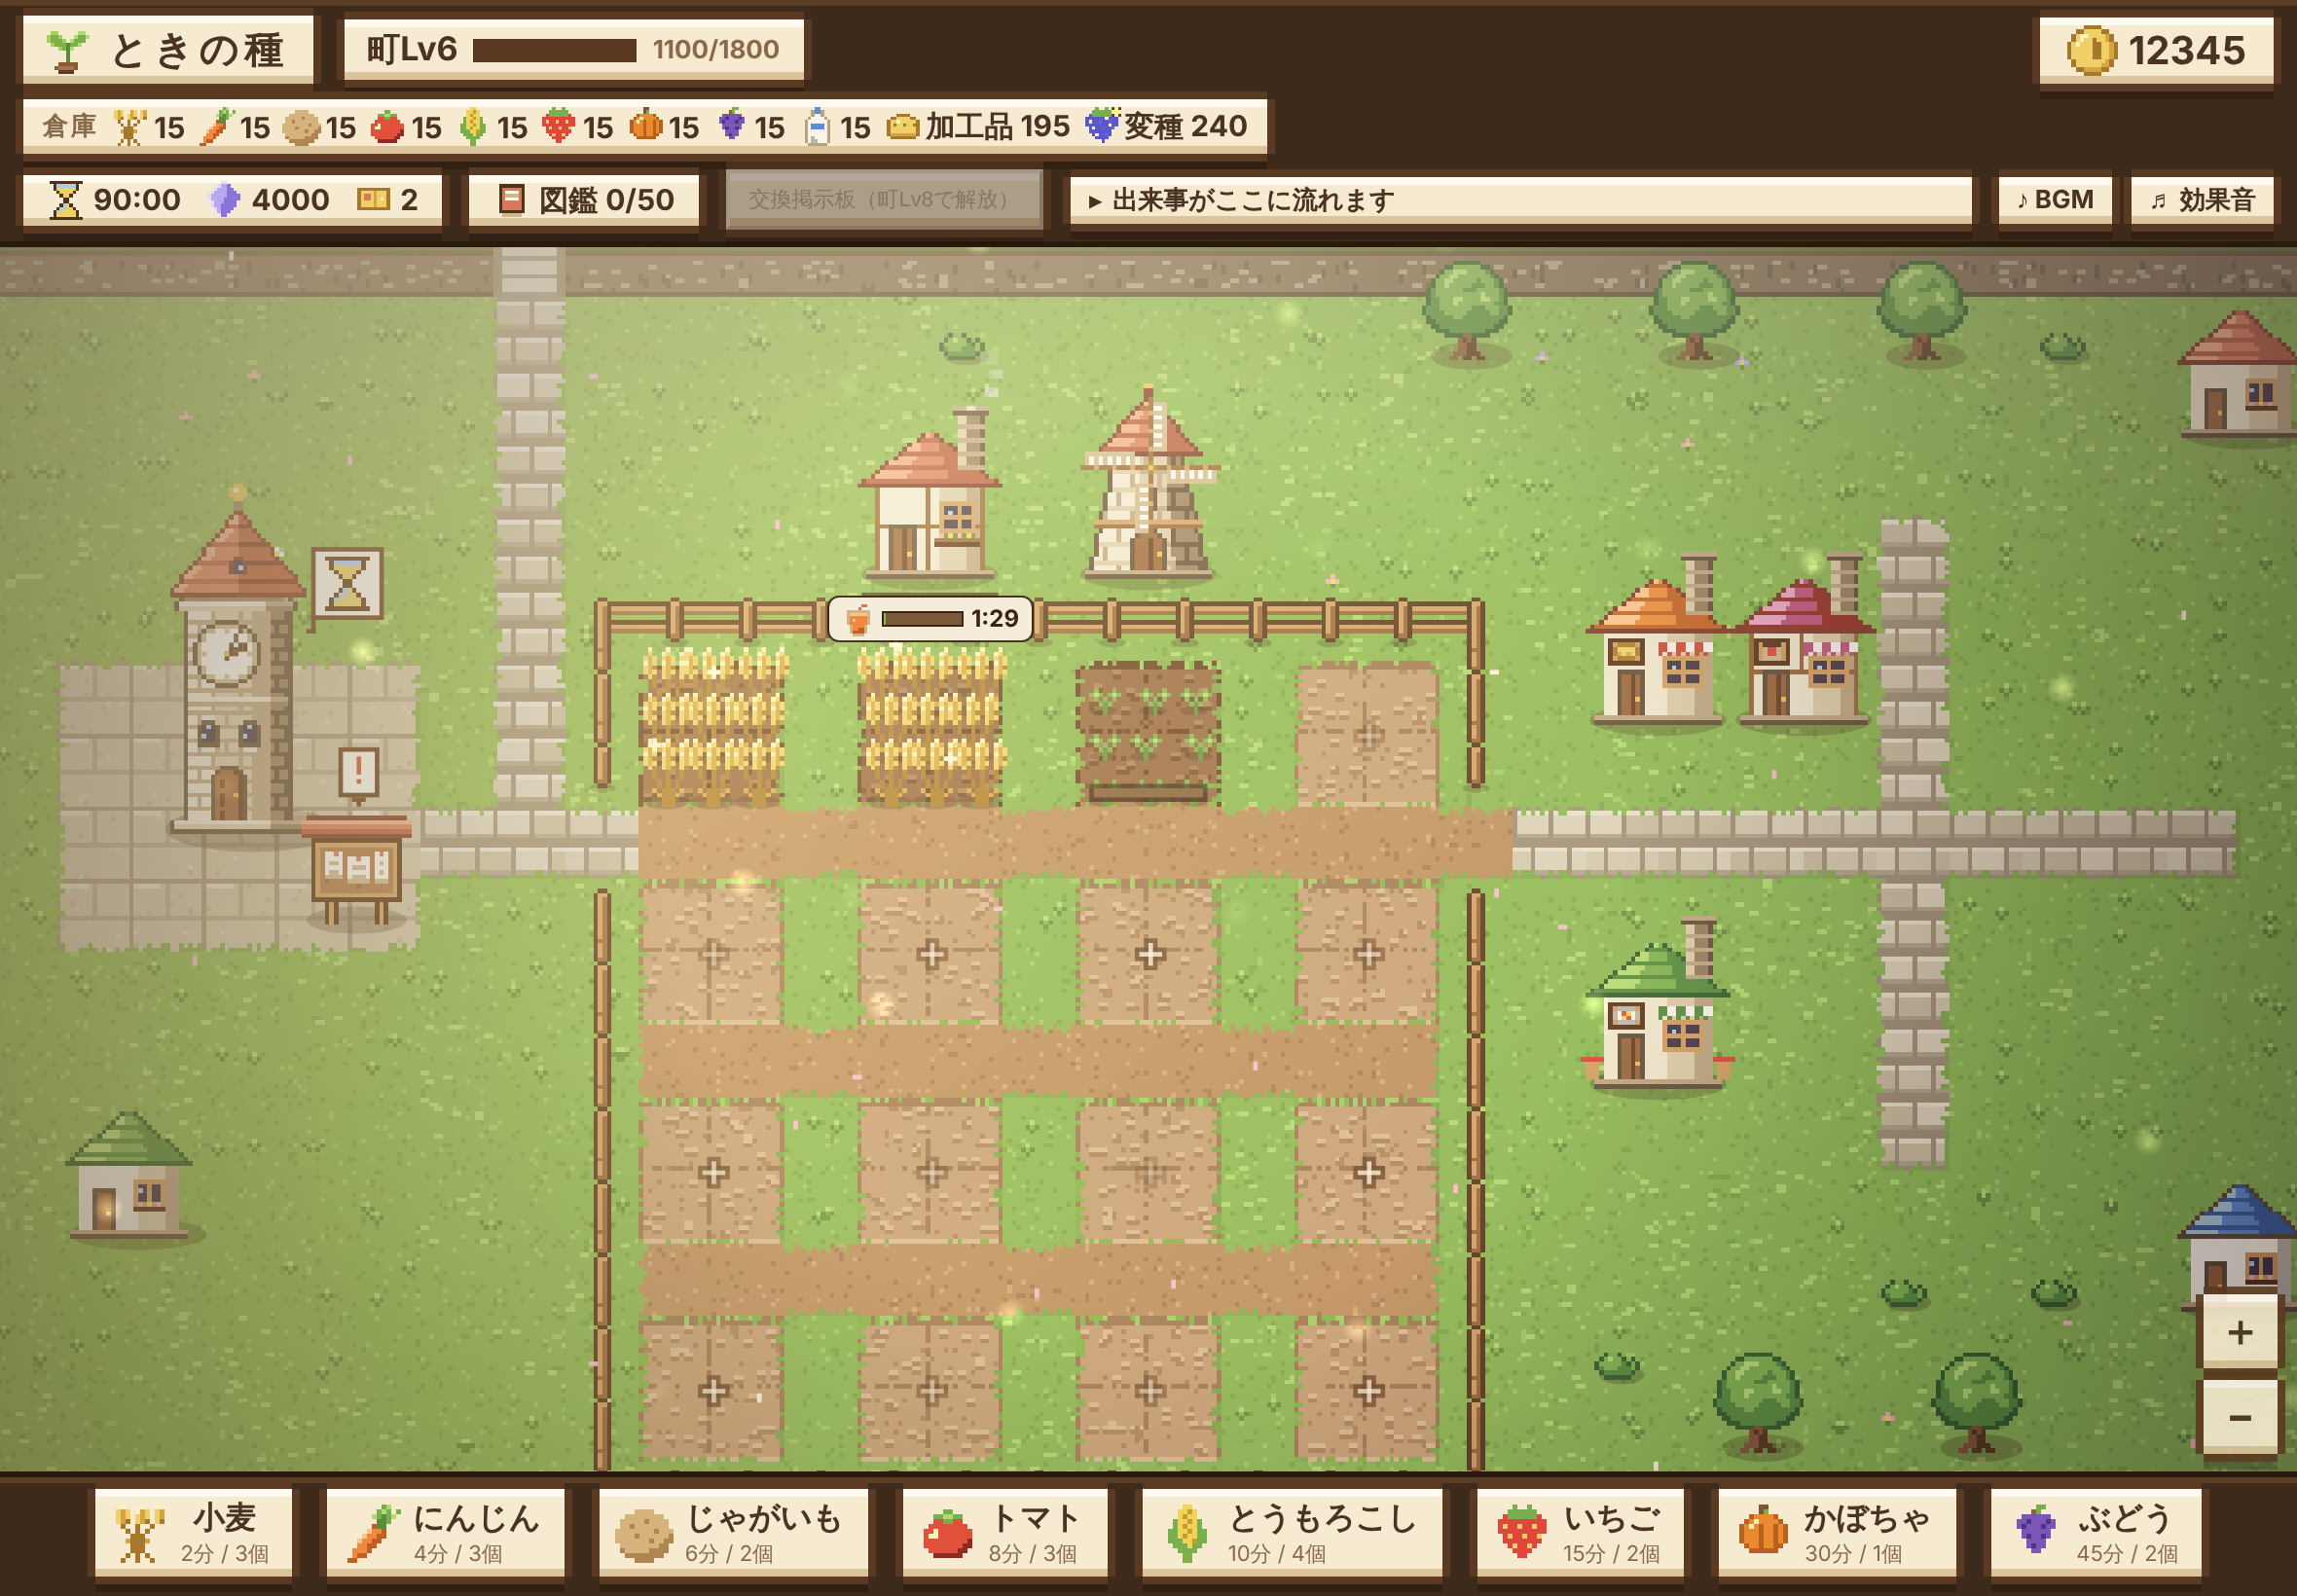 ときの種 町Lv6 1100/1800 12345
倉庫 15 15 15 15 15 15 15 15 15 加工品 195 変種 240
90:00 4000 2 図鑑 0/50 交換掲示板（町Lv8で解放） ▸ 出来事がここに流れます ♪ BGM ♬ 効果音
1:29
!
+
−
小麦 にんじん じゃがいも トマト とうもろこし いちご かぼちゃ ぶどう
2分 / 3個 4分 / 3個 6分 / 2個 8分 / 3個 10分 / 4個 15分 / 2個 30分 / 1個 45分 / 2個